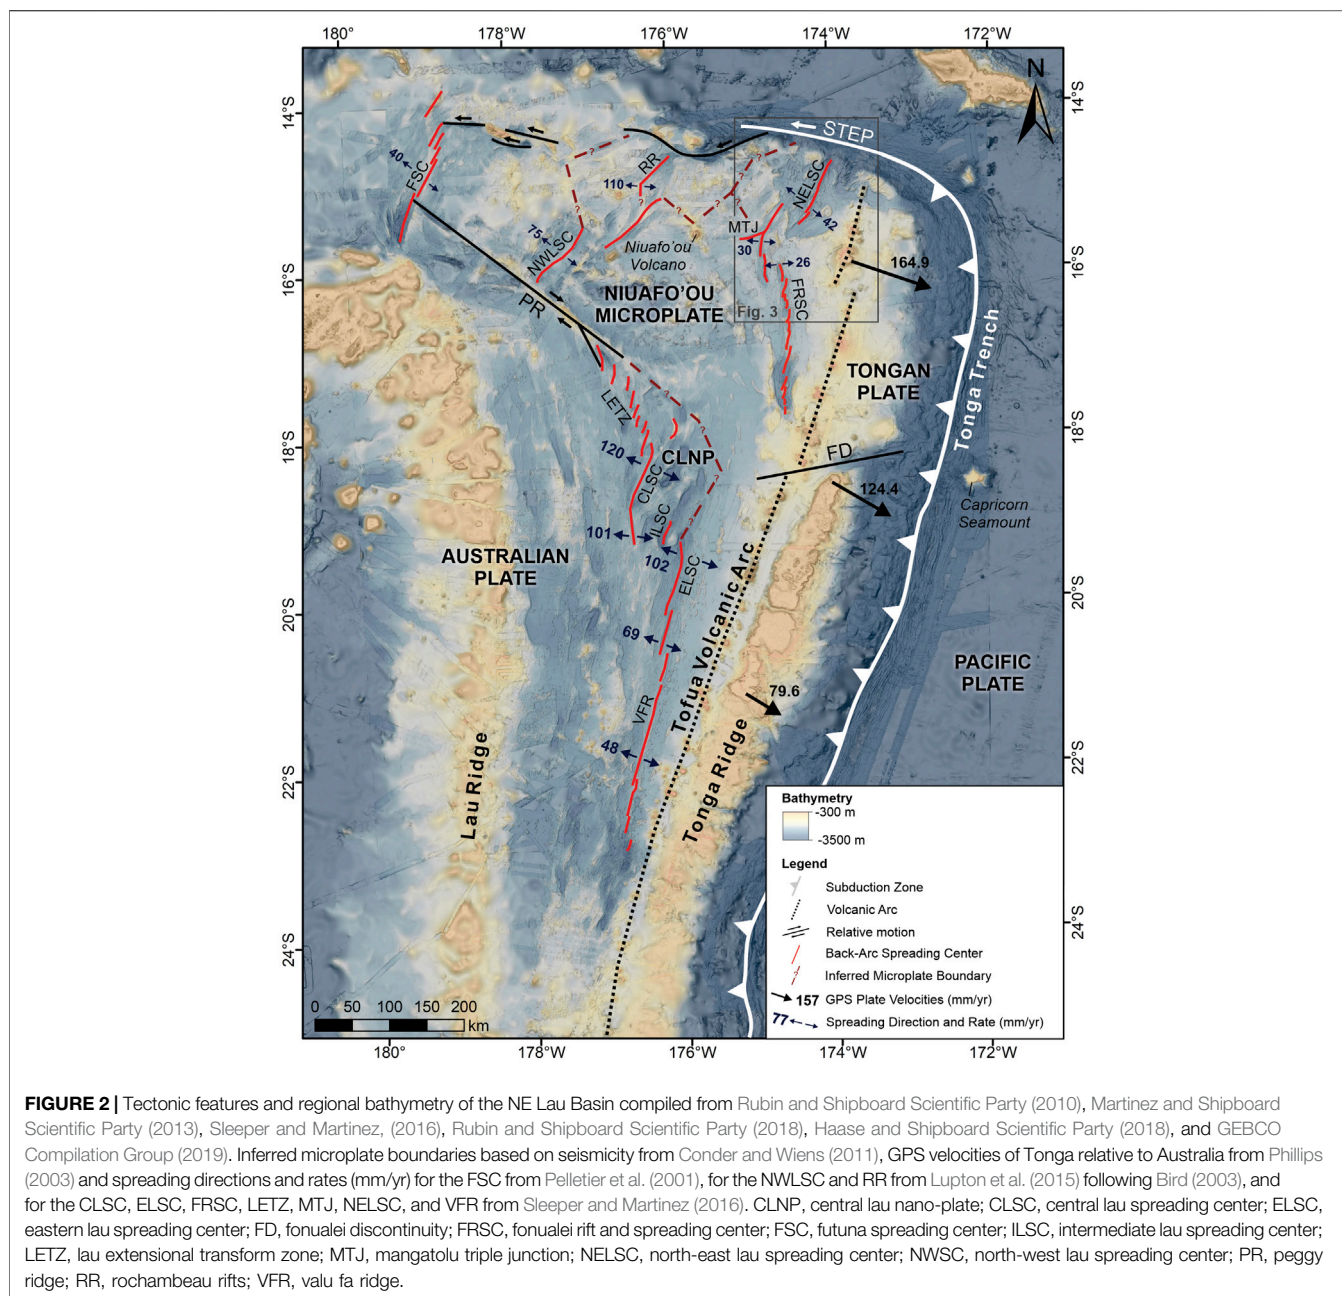 180°
178°W
176°W
174°W
172°W
14°S
14°S
N
STEP
40
FSC
RR
110
NELSC
42
75
NWLSC
MTJ
30
Niuafo'ou
Volcano
26
164.9
16°S
16°S
PR
NIUAFO'OU
MICROPLATE
FRSC
Fig. 3
TONGAN
PLATE
Tonga Trench
LETZ
18°S
18°S
120
CLNP
CLSC
FD
124.4
Capricorn
Seamount
ILSC
101
102
AUSTRALIAN
PLATE
ELSC
20°S
20°S
69
Tofua Volcanic Arc
PACIFIC
PLATE
79.6
VFR
48
22°S
22°S
Lau Ridge
Tonga Ridge
24°S
24°S
Bathymetry
-300 m
-3500 m
Legend
Subduction Zone
Volcanic Arc
Relative motion
Back-Arc Spreading Center
Inferred Microplate Boundary
157 GPS Plate Velocities (mm/yr)
77 Spreading Direction and Rate (mm/yr)
0 50 100 150 200
km
180°
178°W
176°W
174°W
172°W
FIGURE 2 | Tectonic features and regional bathymetry of the NE Lau Basin compiled from Rubin and Shipboard Scientific Party (2010), Martinez and Shipboard
Scientific Party (2013), Sleeper and Martinez, (2016), Rubin and Shipboard Scientific Party (2018), Haase and Shipboard Scientific Party (2018), and GEBCO
Compilation Group (2019). Inferred microplate boundaries based on seismicity from Conder and Wiens (2011), GPS velocities of Tonga relative to Australia from Phillips
(2003) and spreading directions and rates (mm/yr) for the FSC from Pelletier et al. (2001), for the NWLSC and RR from Lupton et al. (2015) following Bird (2003), and
for the CLSC, ELSC, FRSC, LETZ, MTJ, NELSC, and VFR from Sleeper and Martinez (2016). CLNP, central lau nano-plate; CLSC, central lau spreading center; ELSC,
eastern lau spreading center; FD, fonualei discontinuity; FRSC, fonualei rift and spreading center; FSC, futuna spreading center; ILSC, intermediate lau spreading center;
LETZ, lau extensional transform zone; MTJ, mangatolu triple junction; NELSC, north-east lau spreading center; NWSC, north-west lau spreading center; PR, peggy
ridge; RR, rochambeau rifts; VFR, valu fa ridge.